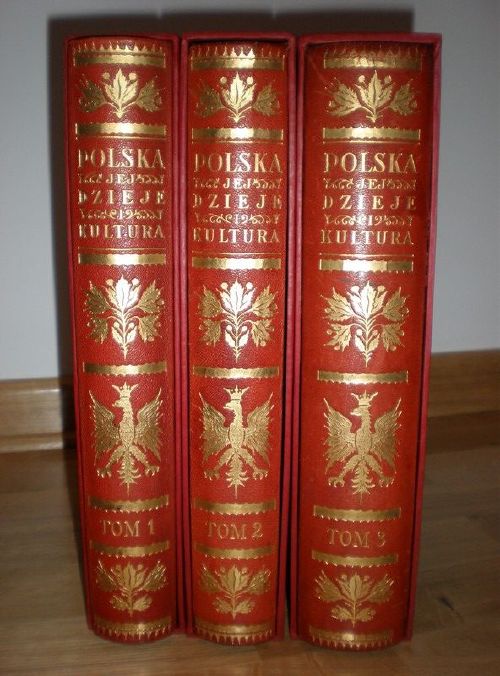 POLSKA
JEJ
DZIEJE
I
KULTURA
TOM 1
POLSKA
JEJ
DZIEJE
I
KULTURA
TOM 2
POLSKA
JEJ
DZIEJE
I
KULTURA
TOM 3